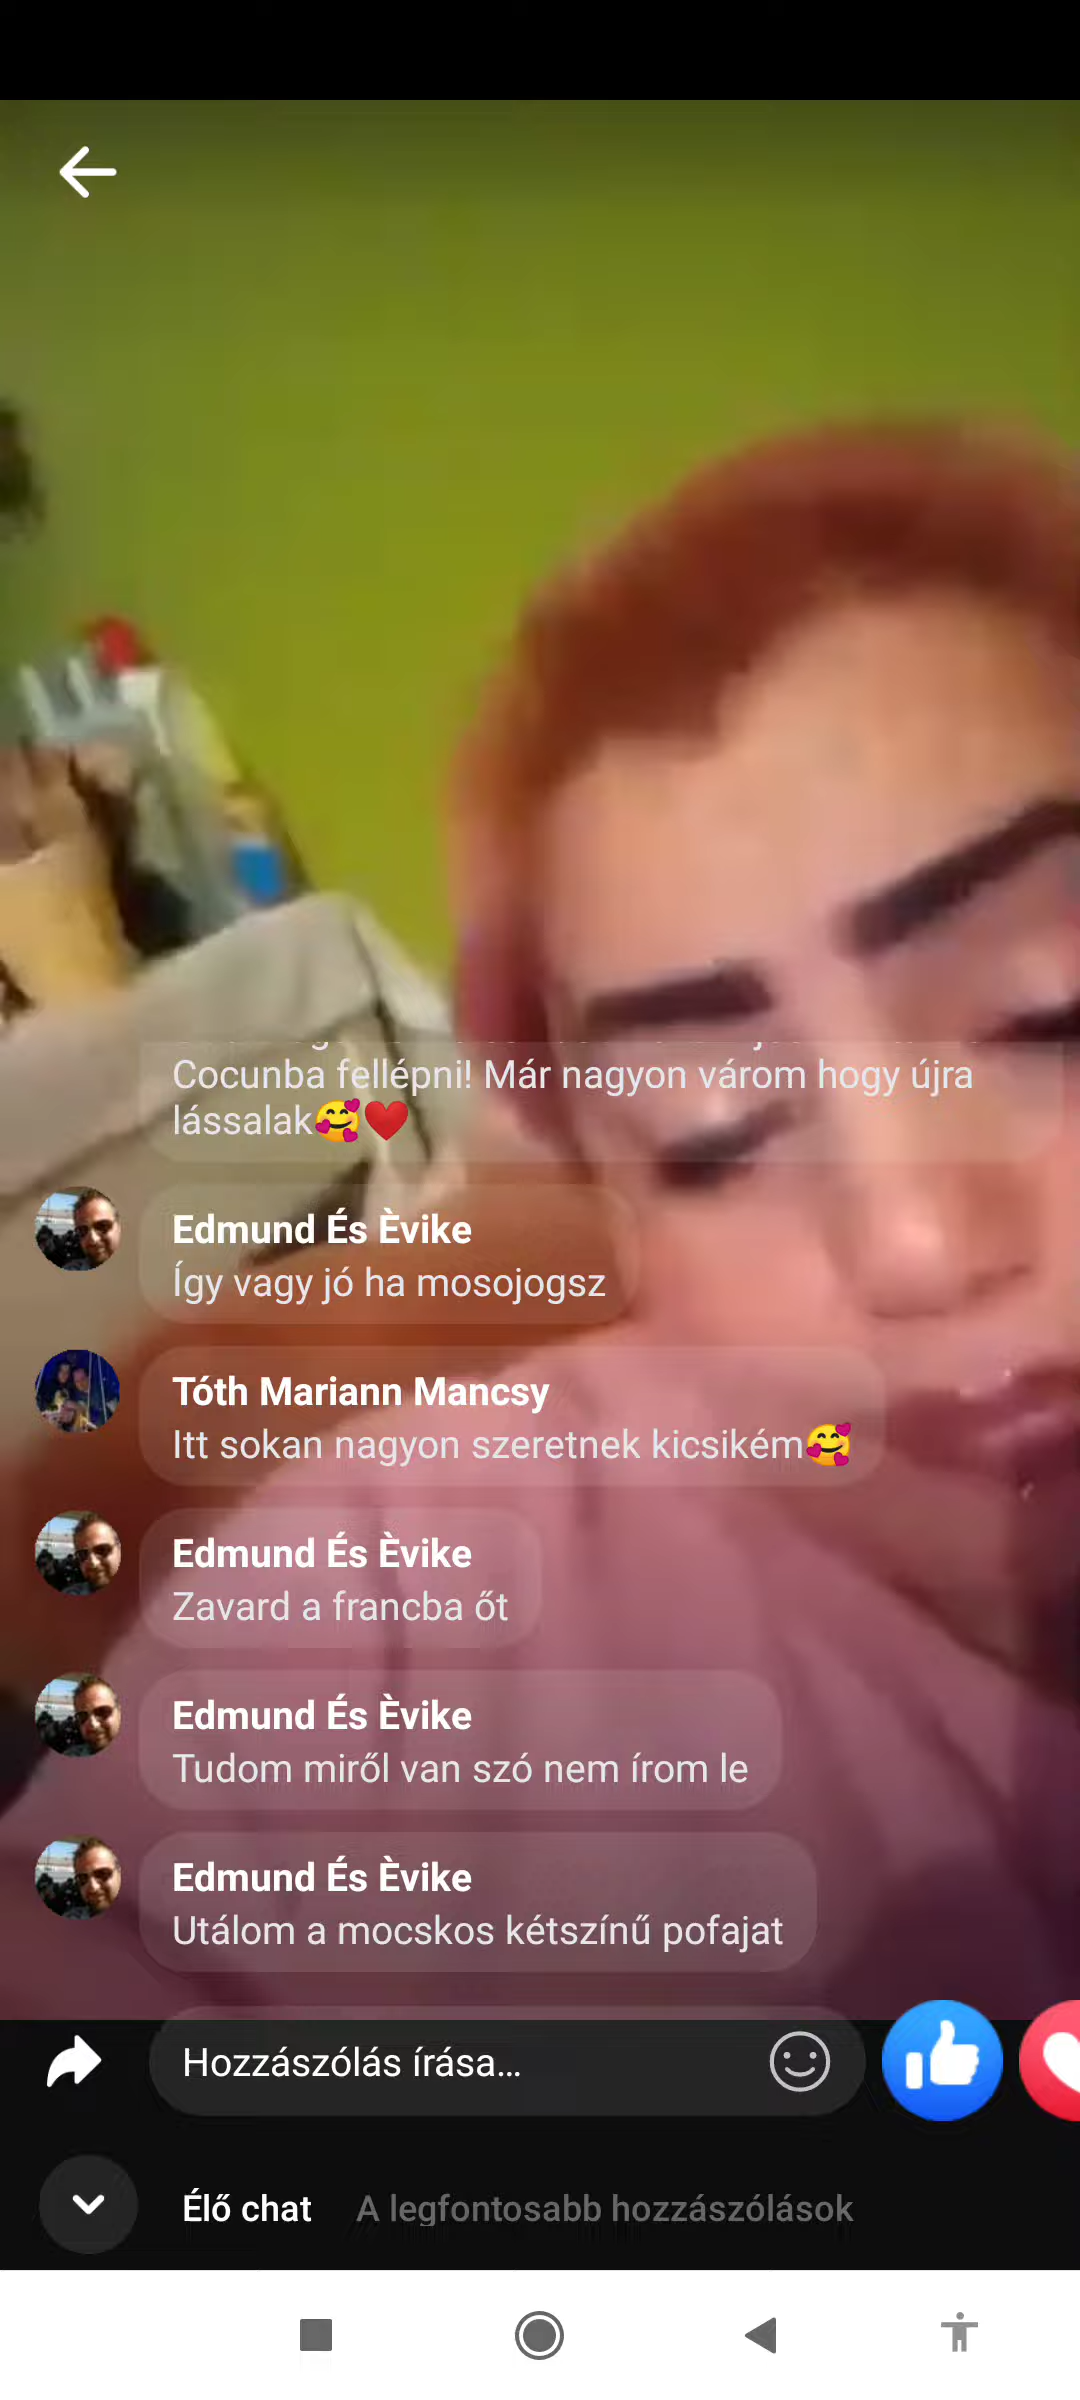 Cocunba fellépni! Már nagyon várom hogy újra
lássalak🥰❤️
Edmund És Èvike
Így vagy jó ha mosojogsz
Tóth Mariann Mancsy
Itt sokan nagyon szeretnek kicsikém🥰
Edmund És Èvike
Zavard a francba őt
Edmund És Èvike
Tudom miről van szó nem írom le
Edmund És Èvike
Utálom a mocskos kétszínű pofajat
Hozzászólás írása...
Élő chat A legfontosabb hozzászólások